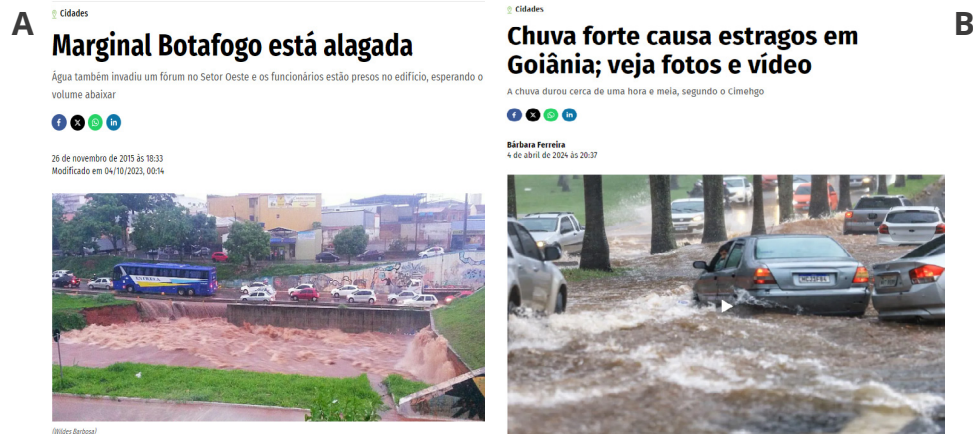 A
Cidades
Marginal Botafogo está alagada
Água também invadiu um fórum no Setor Oeste e os funcionários estão presos no edifício, esperando o
volume abaixar
26 de novembro de 2015 às 18:33
Modificado em 04/10/2023, 00:14
(Wildes Barbosa)
B
Cidades
Chuva forte causa estragos em
Goiânia; veja fotos e vídeo
A chuva durou cerca de uma hora e meia, segundo o Cimehgo
Bárbara Ferreira
4 de abril de 2024 às 20:37